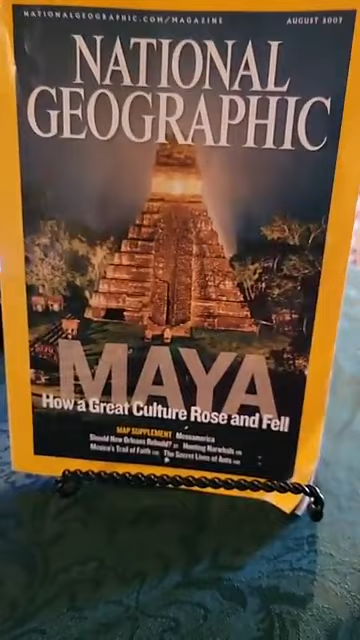 NATIONALGEOGRAPHIC.COM/MAGAZINE
AUGUST 2007
NATIONAL
GEOGRAPHIC
MAYA
How a Great Culture Rose and Fell
MAP SUPPLEMENT Mesoamerica
Should New Orleans Rebuild? Hunting Narwhals
Mexico's Trail of Faith The Secret Lives of Ants